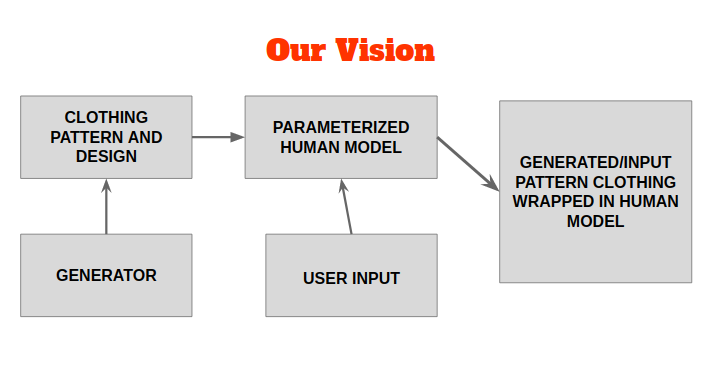 Our Vision
CLOTHING
PATTERN AND
DESIGN
PARAMETERIZED
HUMAN MODEL
GENERATED/INPUT
PATTERN CLOTHING
WRAPPED IN HUMAN
MODEL
GENERATOR
USER INPUT